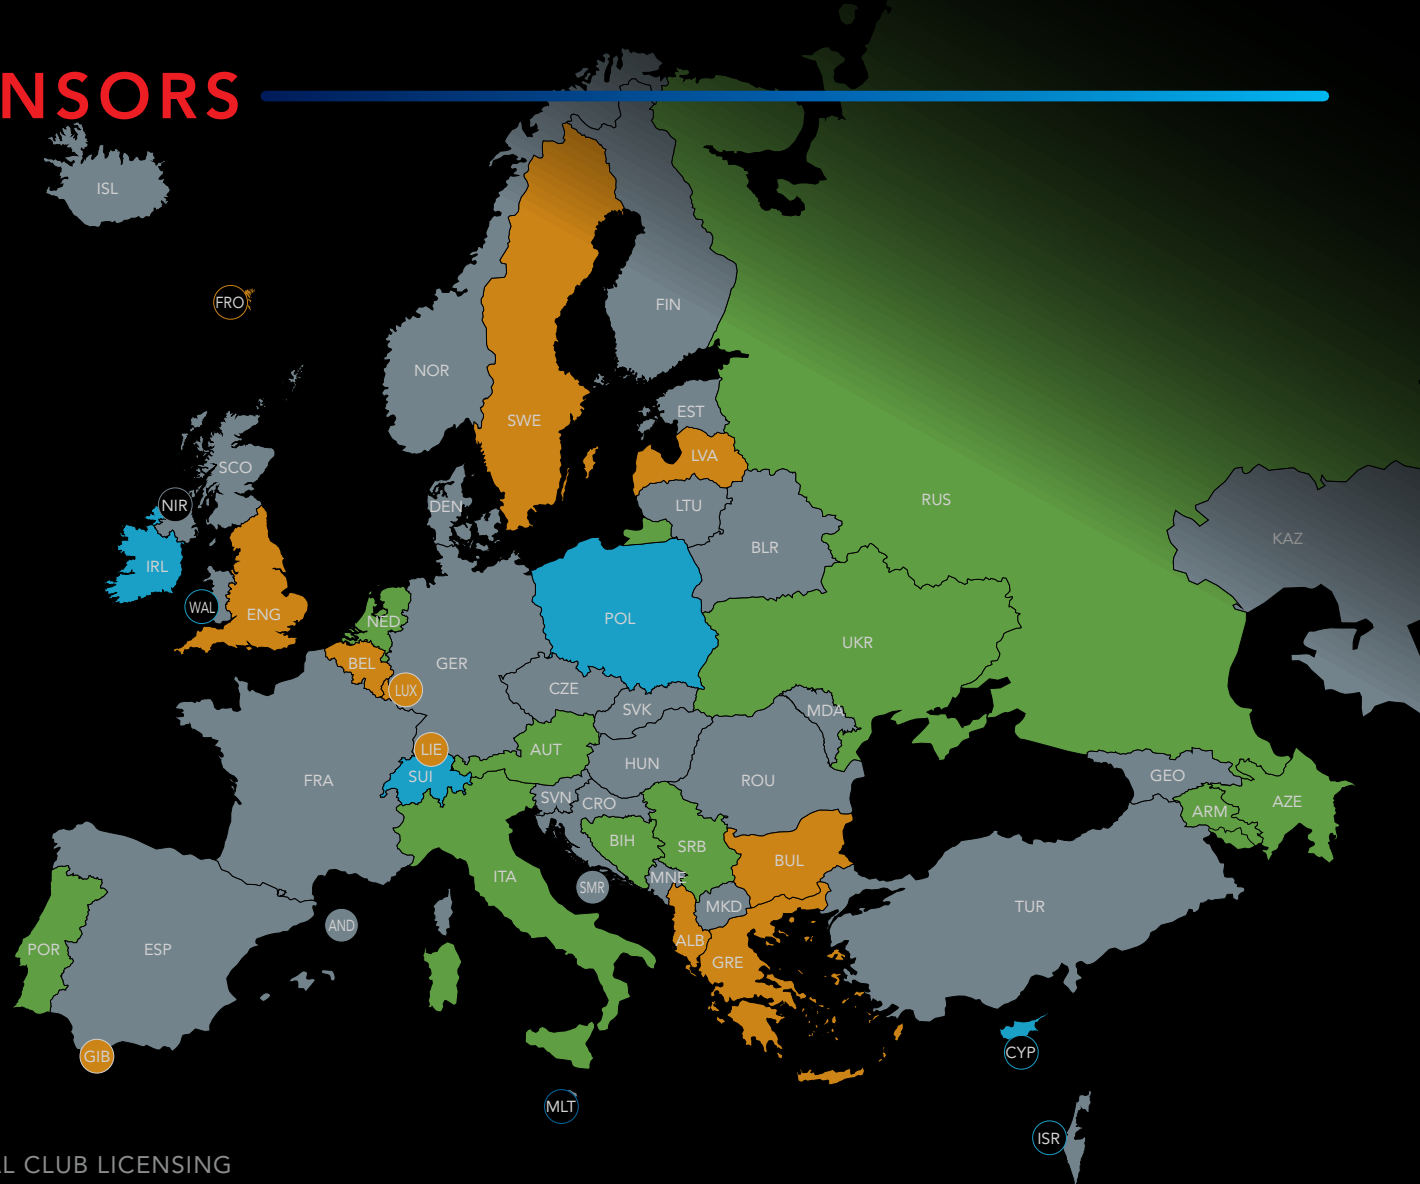 NSORS
ISL
FRO
FIN
NOR
SWE
EST
LVA
SCO
RUS
NIR
DEN
LTU
KAZ
BLR
IRL
WAL
ENG
NED
POL
UKR
BEL
GER
LUX
CZE
SVK
MDA
LIE
AUT
HUN
SUI
FRA
ROU
GEO
SVN
CRO
AZE
ARM
BIH
SRB
BUL
ITA
MNE
SMR
MKD
TUR
AND
POR
ESP
ALB
GRE
GIB
CYP
MLT
ISR
L CLUB LICENSING